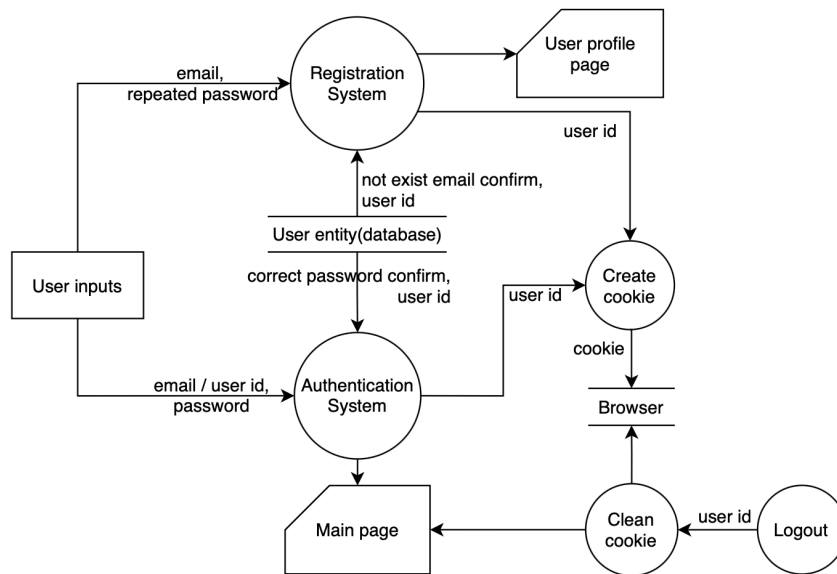 User profile
page
Registration
System
email,
repeated password
user id
not exist email confirm,
user id
User entity(database)
correct password confirm,
user id
User inputs
user id
Create
cookie
cookie
email / user id,
password
Authentication
System
Browser
Main page
Clean
cookie
user id
Logout